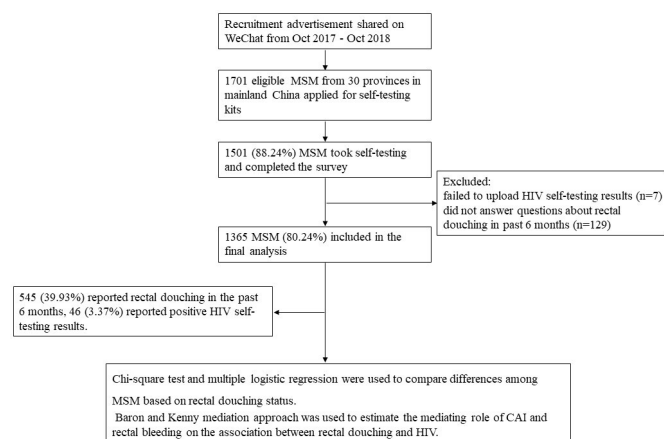 Recruitment advertisement shared on
WeChat from Oct 2017 - Oct 2018
1701 eligible MSM from 30 provinces in
mainland China applied for self-testing
kits
1501 (88.24%) MSM took self-testing
and completed the survey
Excluded:
failed to upload HIV self-testing results (n=7)
did not answer questions about rectal
douching in past 6 months (n=129)
1365 MSM (80.24%) included in the
final analysis
545 (39.93%) reported rectal douching in the past
6 months, 46 (3.37%) reported positive HIV self-
testing results.
Chi-square test and multiple logistic regression were used to compare differences among
MSM based on rectal douching status.
Baron and Kenny mediation approach was used to estimate the mediating role of CAI and
rectal bleeding on the association between rectal douching and HIV.